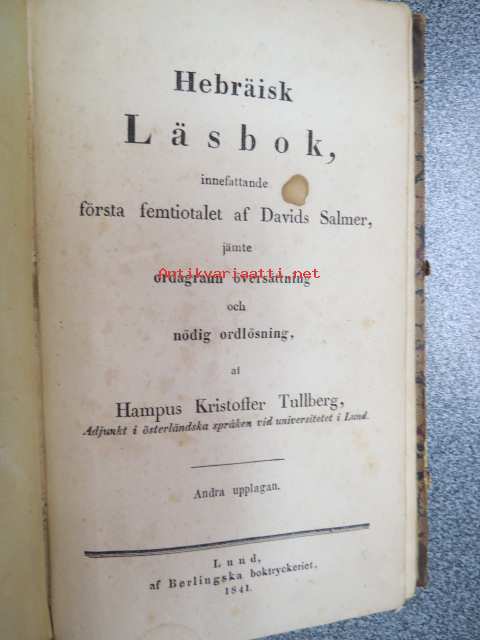 Hebräisk
Läsbok,
innefattande
första femtiotalet af Davids Salmer,
jämte
Antikvariaatti.net
ordagrann öfversättning
och
nödig ordlösning,
af
Hampus Kristoffer Tullberg,
Adjunkt i österländska språken vid universitetet i Lund.
Andra upplagan.
Lund,
af Berlingska boktryckeriet,
1841.